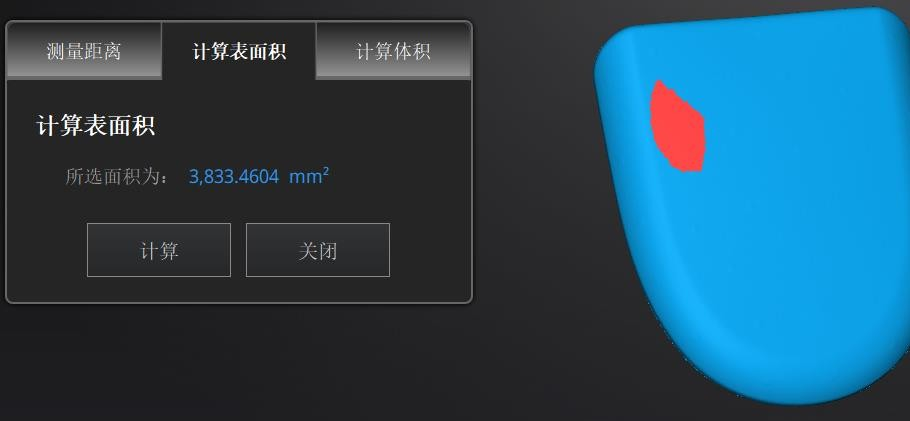 测量距离 计算表面积 计算体积
计算表面积
所选面积为： 3,833.4604 mm²
计算 关闭